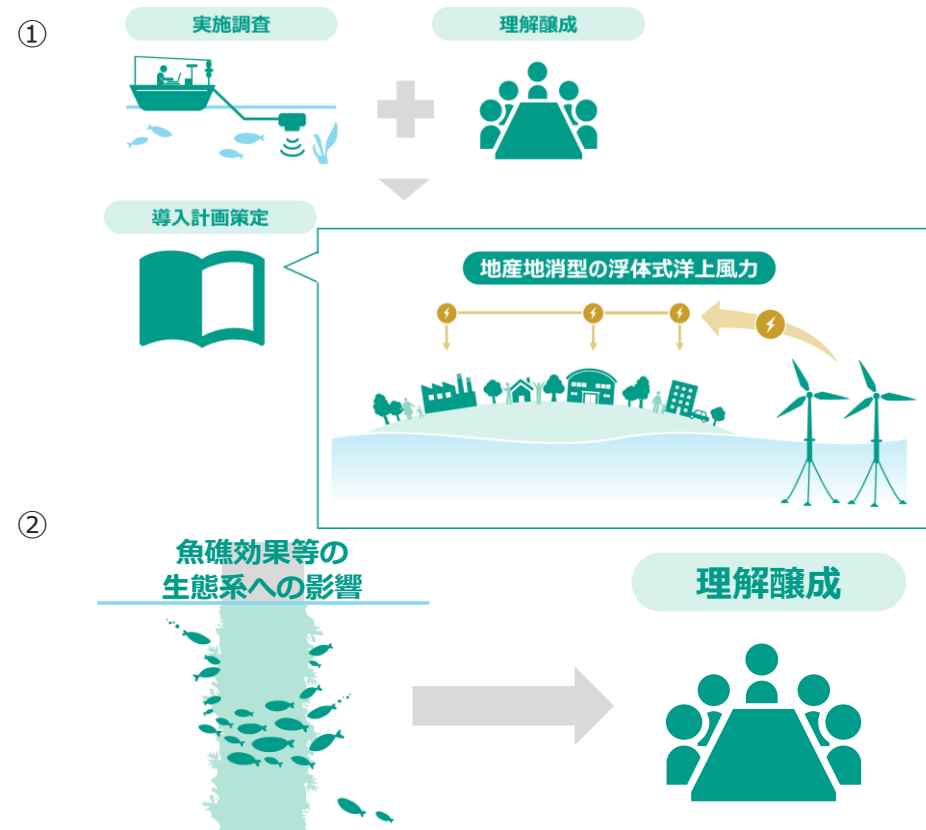 ①
実施調査
理解醸成
導入計画策定
地産地消型の浮体式洋上風力
②
魚礁効果等の
生態系への影響
理解醸成